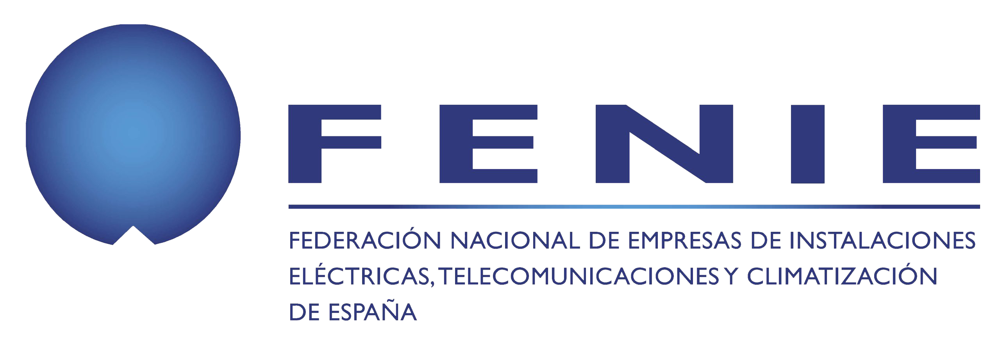 FENIE
FEDERACIÓN NACIONAL DE EMPRESAS DE INSTALACIONES
ELÉCTRICAS, TELECOMUNICACIONES Y CLIMATIZACIÓN
DE ESPAÑA